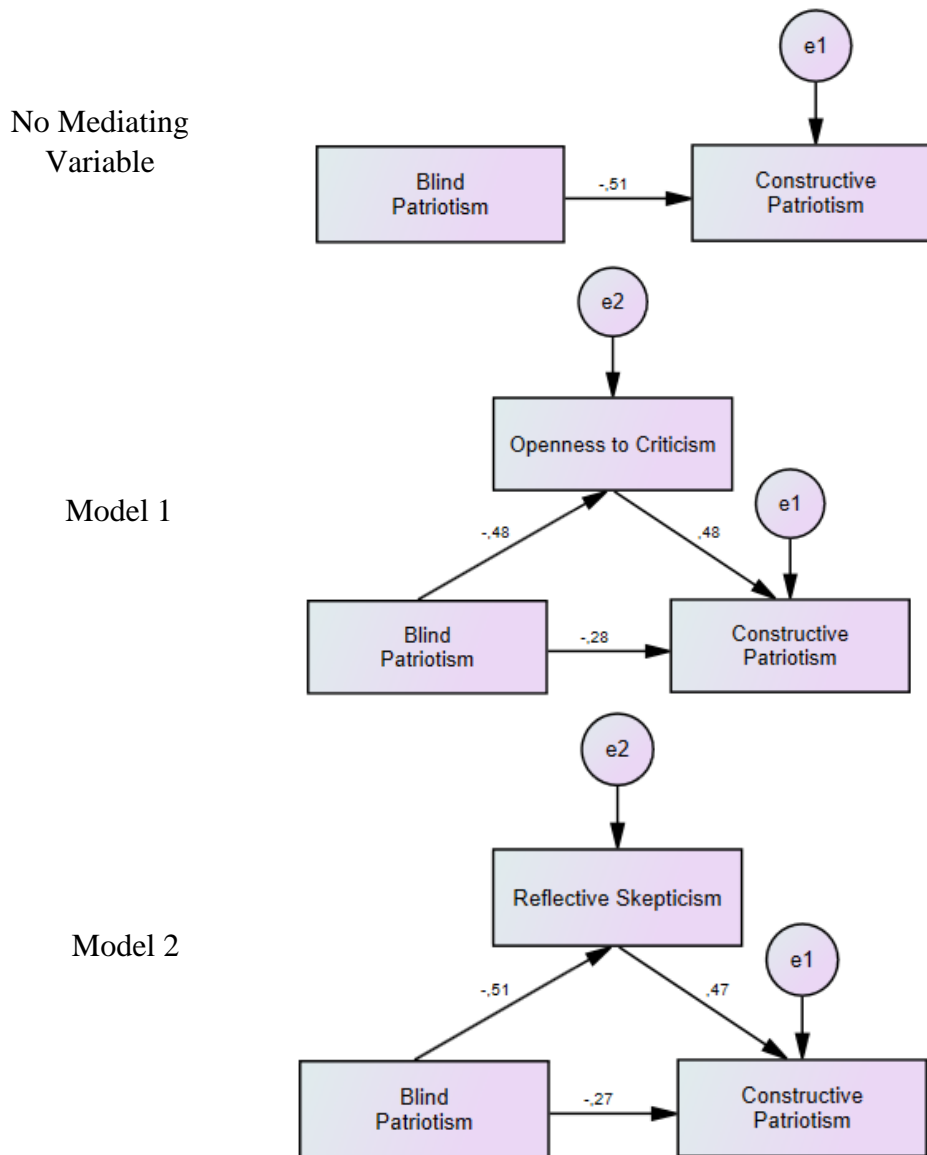 No Mediating
Variable
e1
Blind
Patriotism
-,51
Constructive
Patriotism
e2
Openness to Criticism
Model 1
e1
-,48
,48
Blind
Patriotism
-,28
Constructive
Patriotism
e2
Reflective Skepticism
Model 2
e1
-,51
,47
Blind
Patriotism
-,27
Constructive
Patriotism